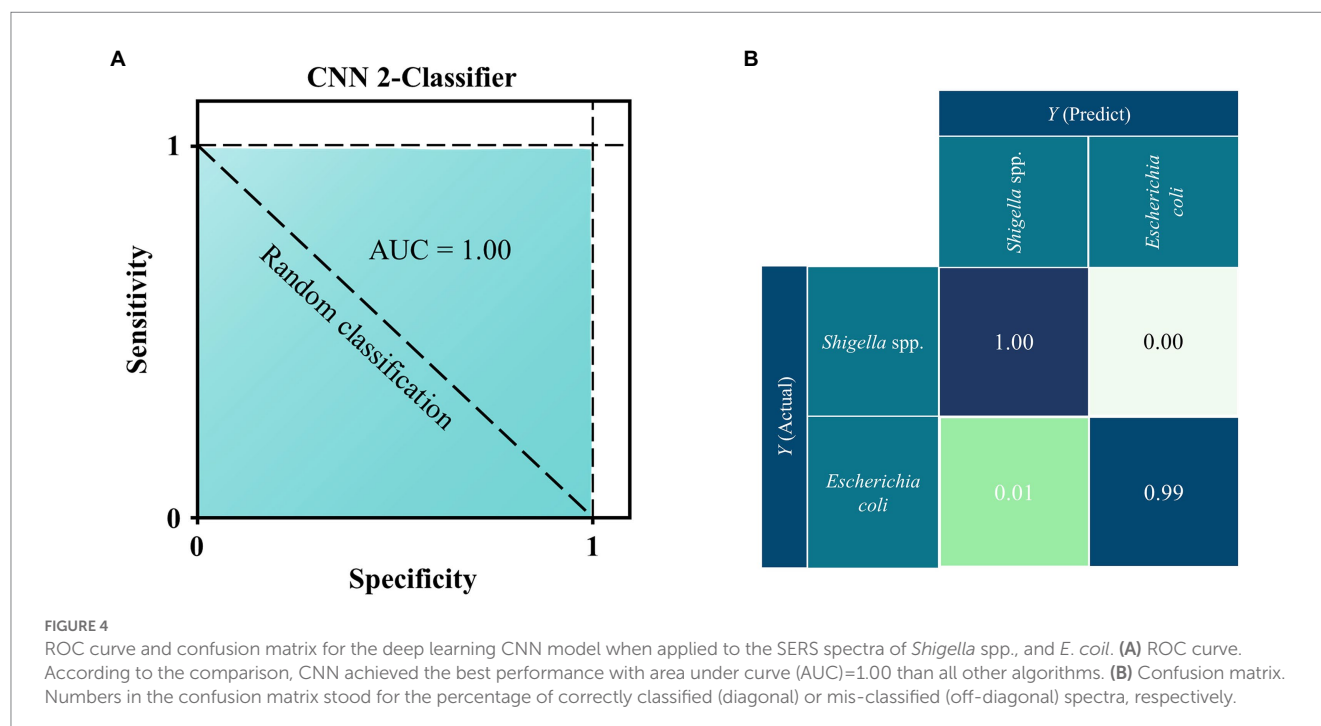 A
CNN 2-Classifier
1
Sensitivity
AUC = 1.00
Random classification
0
0
1
Specificity
B
Y (Predict)
Shigella spp.
Escherichia
coli
Y (Actual)
Shigella spp.
1.00
0.00
Escherichia
coli
0.01
0.99
FIGURE 4
ROC curve and confusion matrix for the deep learning CNN model when applied to the SERS spectra of Shigella spp., and E. coil. (A) ROC curve.
According to the comparison, CNN achieved the best performance with area under curve (AUC)=1.00 than all other algorithms. (B) Confusion matrix.
Numbers in the confusion matrix stood for the percentage of correctly classified (diagonal) or mis-classified (off-diagonal) spectra, respectively.